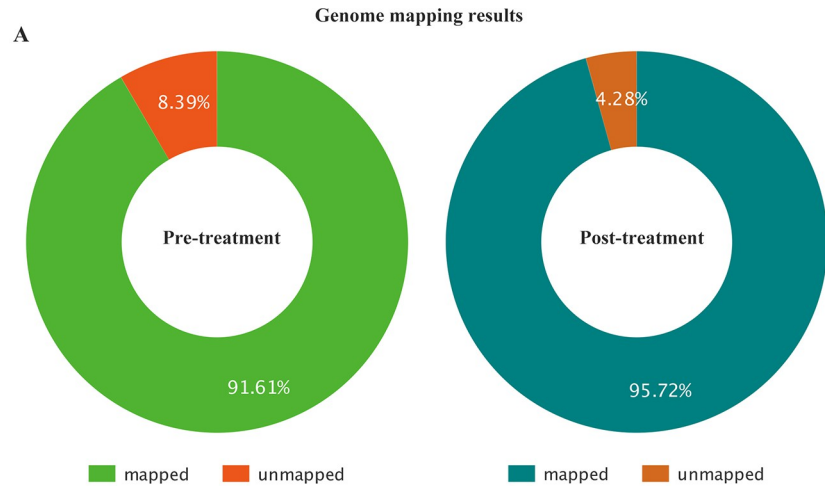 Genome mapping results
A
8.39%
Pre-treatment
91.61%
mapped
unmapped
4.28%
Post-treatment
95.72%
mapped
unmapped